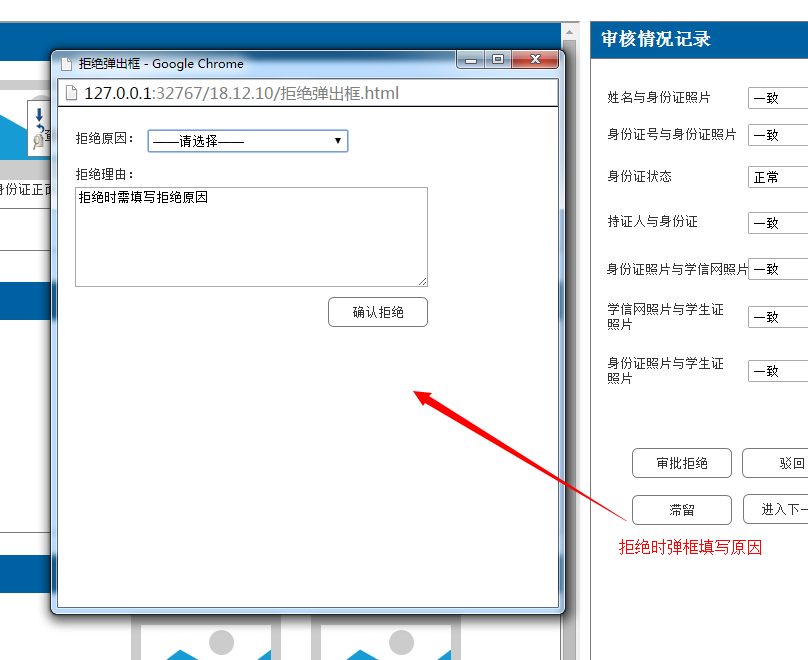 拒绝弹出框 - Google Chrome
127.0.0.1:32767/18.12.10/拒绝弹出框.html
拒绝原因：
——请选择——
拒绝理由：
拒绝时需填写拒绝原因
确认拒绝
身份证正面
审核情况记录
姓名与身份证照片
一致
身份证号与身份证照片
一致
身份证状态
正常
持证人与身份证
一致
身份证照片与学信网照片
一致
学信网照片与学生证
照片
一致
身份证照片与学生证
照片
一致
审批拒绝
驳回
滞留
进入下一
拒绝时弹框填写原因